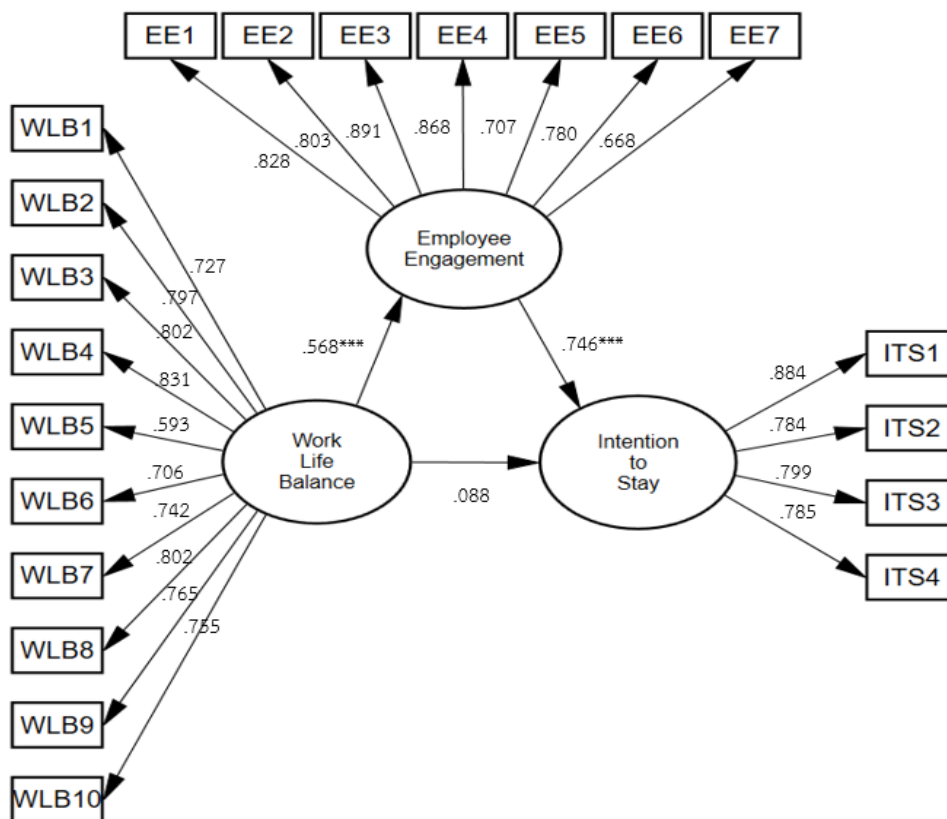 EE1 EE2 EE3 EE4 EE5 EE6 EE7
.828 .803 .891 .868 .707 .780 .668
WLB1
WLB2
WLB3
WLB4
WLB5
WLB6
WLB7
WLB8
WLB9
WLB10
.727
.797
.802
.831
.593
.706
.742
.802
.765
.755
Employee
Engagement
.568***
.746***
Work
Life
Balance
.088
Intention
to
Stay
.884
.784
.799
.785
ITS1
ITS2
ITS3
ITS4